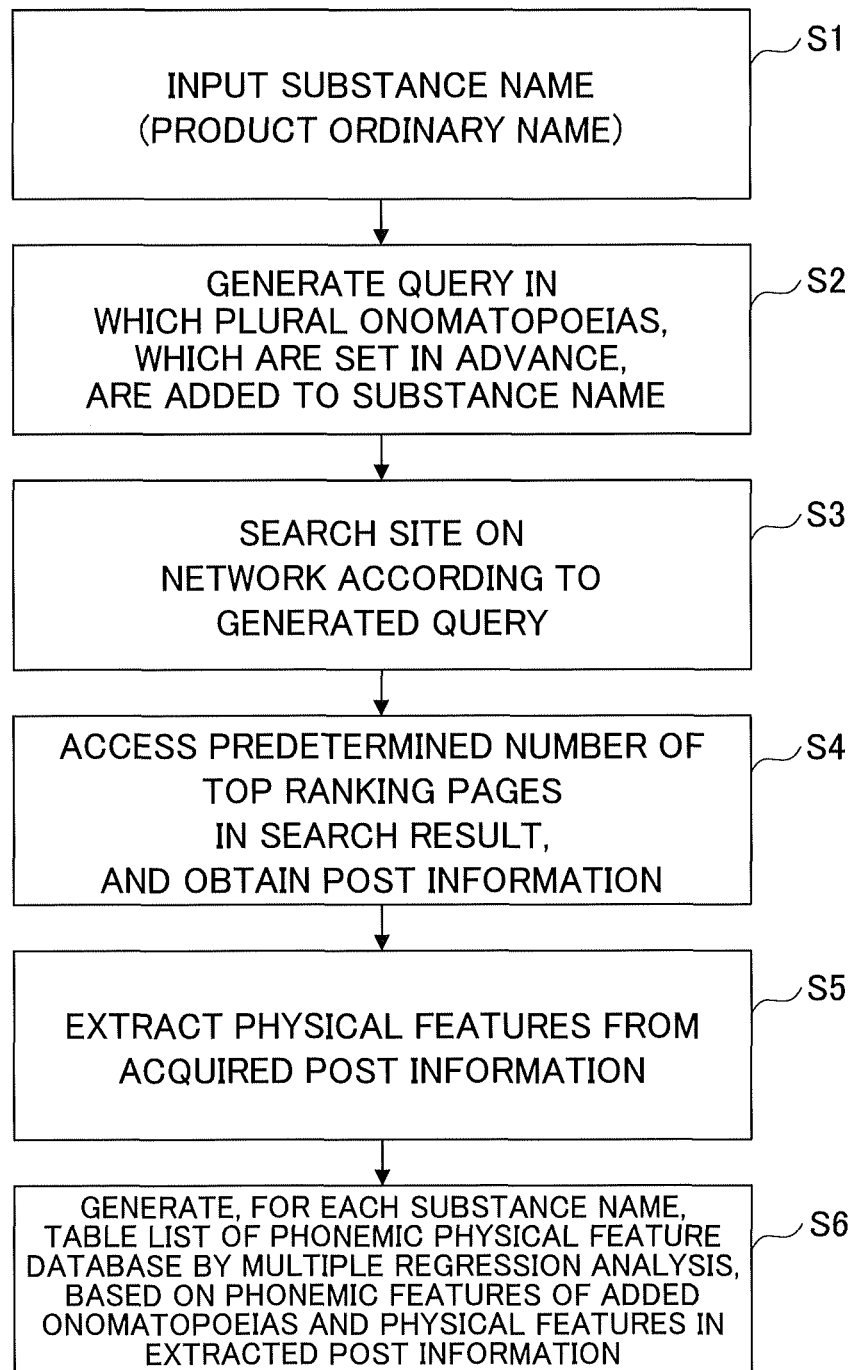 S1
INPUT SUBSTANCE NAME
(PRODUCT ORDINARY NAME)
S2
GENERATE QUERY IN
WHICH PLURAL ONOMATOPOEIAS,
WHICH ARE SET IN ADVANCE,
ARE ADDED TO SUBSTANCE NAME
S3
SEARCH SITE ON
NETWORK ACCORDING TO
GENERATED QUERY
S4
ACCESS PREDETERMINED NUMBER OF
TOP RANKING PAGES
IN SEARCH RESULT,
AND OBTAIN POST INFORMATION
S5
EXTRACT PHYSICAL FEATURES FROM
ACQUIRED POST INFORMATION
S6
GENERATE, FOR EACH SUBSTANCE NAME,
TABLE LIST OF PHONEMIC PHYSICAL FEATURE
DATABASE BY MULTIPLE REGRESSION ANALYSIS,
BASED ON PHONEMIC FEATURES OF ADDED
ONOMATOPOEIAS AND PHYSICAL FEATURES IN
EXTRACTED POST INFORMATION